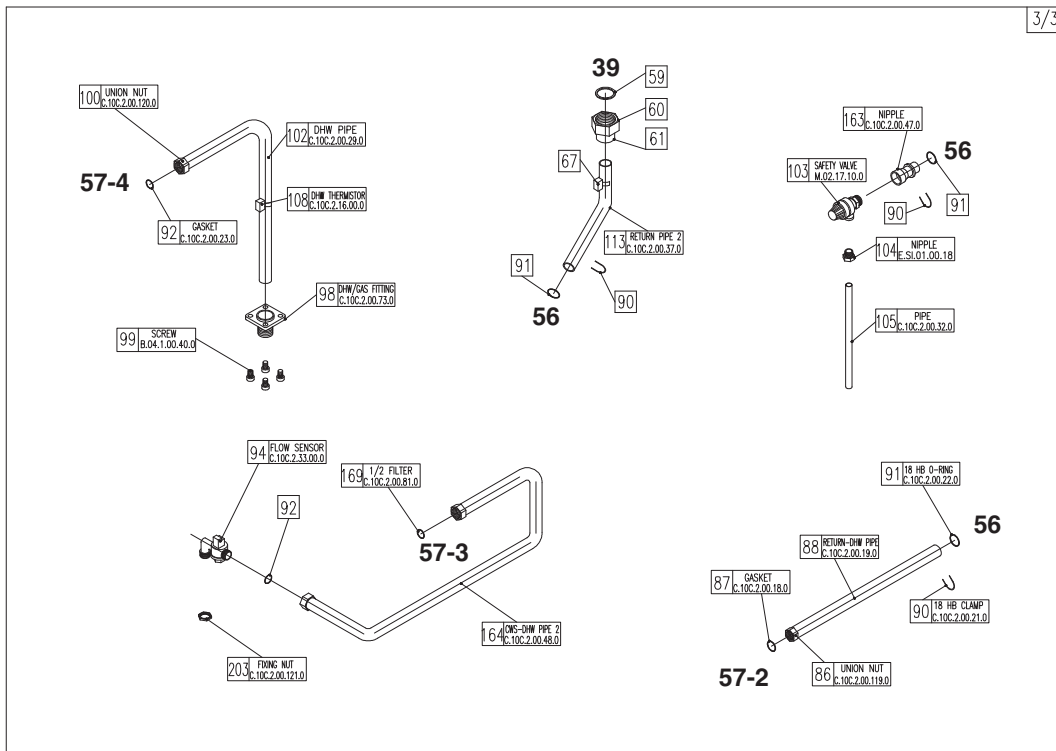 3/3
100 UNION NUT
C.10C.2.00.120.0
102 DHW PIPE
C.10C.2.00.29.0
57-4
108 DHW THERMISTOR
C.10C.2.16.00.0
92 GASKET
C.10C.2.00.23.0
98 DHW/GAS FITTING
C.10C.2.00.73.0
99 SCREW
B.04.1.00.40.0
39
59
60
61
67
113 RETURN PIPE 2
C.10C.2.00.37.0
91
90
56
163 NIPPLE
C.10C.2.00.47.0
56
103 SAFETY VALVE
M.02.17.10.0
90
91
104 NIPPLE
E.SI.01.00.18
105 PIPE
C.10C.2.00.32.0
94 FLOW SENSOR
C.10C.2.33.00.0
92
169 1/2 FILTER
C.10C.2.00.81.0
57-3
164 CWS-DHW PIPE 2
C.10C.2.00.48.0
203 FIXING NUT
C.10C.2.00.121.0
91 18 HB O-RING
C.10C.2.00.22.0
56
88 RETURN-DHW PIPE
C.10C.2.00.19.0
87 GASKET
C.10C.2.00.18.0
90 18 HB CLAMP
C.10C.2.00.21.0
57-2
86 UNION NUT
C.10C.2.00.119.0